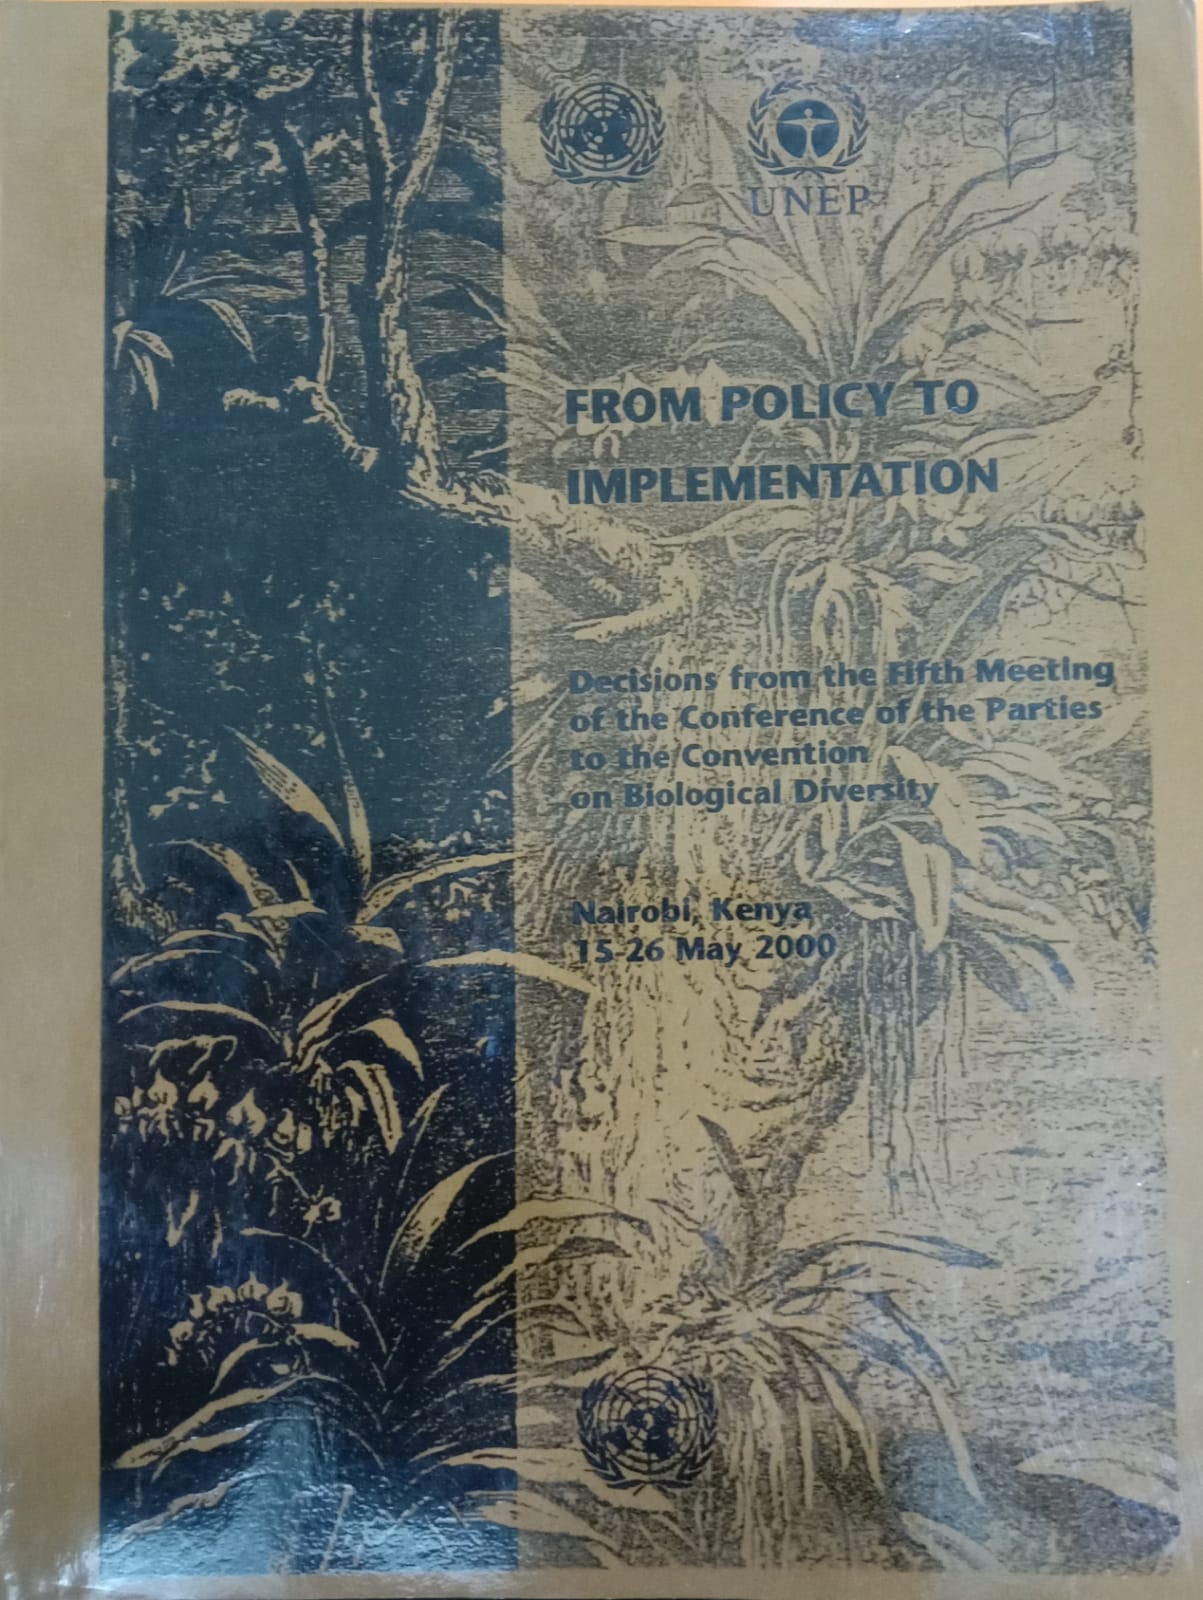 UNEP
FROM POLICY TO
IMPLEMENTATION
Decisions from the Fifth Meeting
of the Conference of the Parties
to the Convention
on Biological Diversity
Nairobi, Kenya
15-26 May 2000